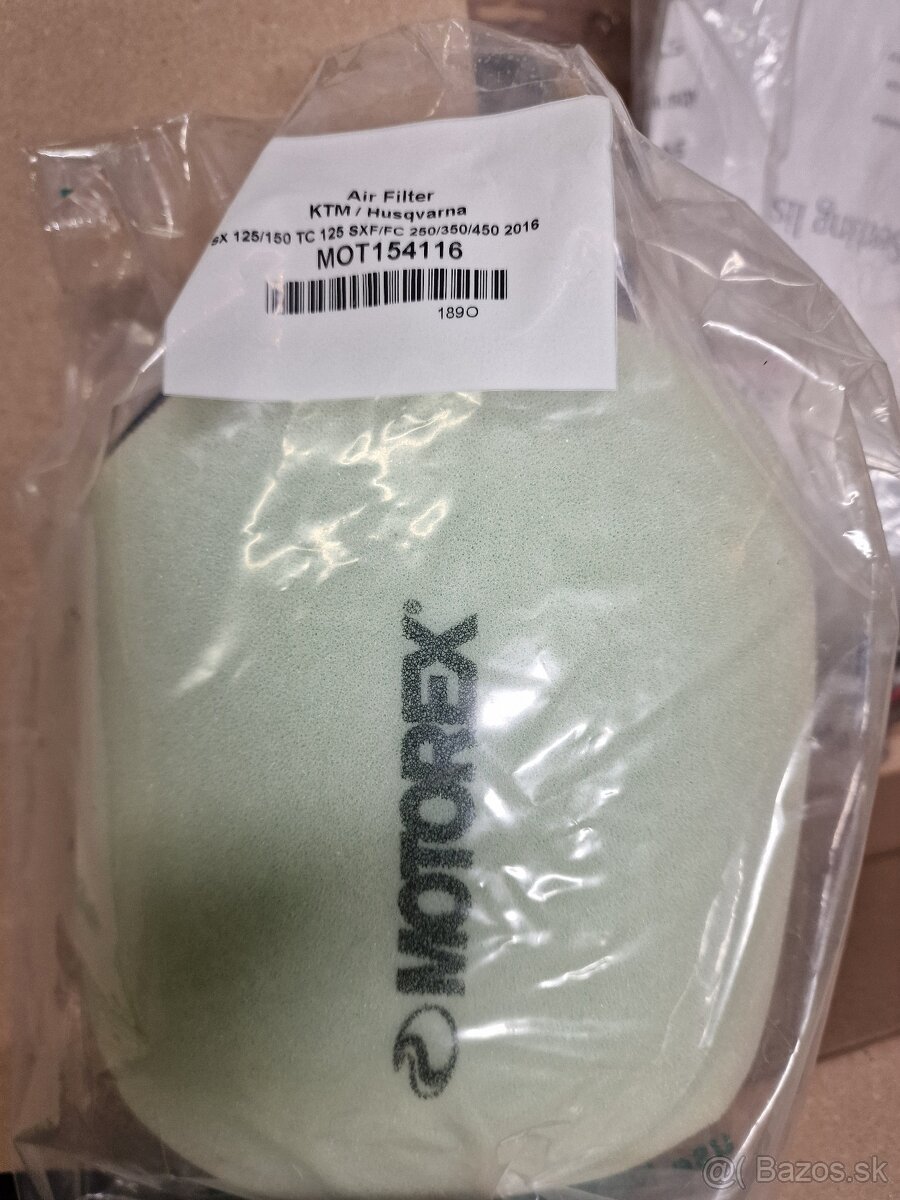 Air Filter
KTM / Husqvarna
SX 125/150 TC 125 SXF/FC 250/350/450 2016
MOT154116
189O
MOTOREX®
@( Bazos.sk